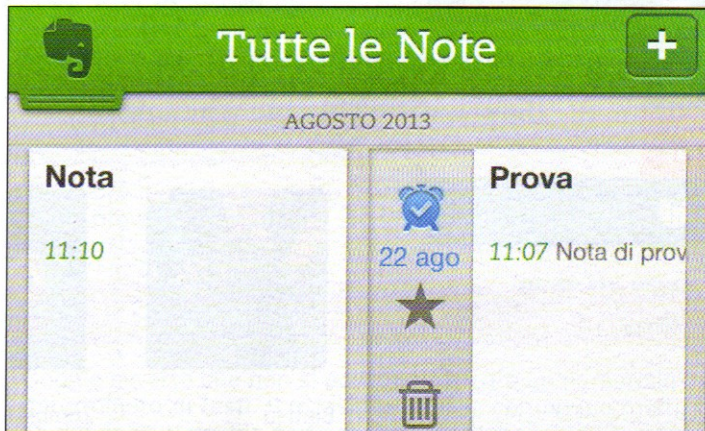 Tutte le Note
AGOSTO 2013
Nota
11:10
22 ago
Prova
11:07 Nota di prov